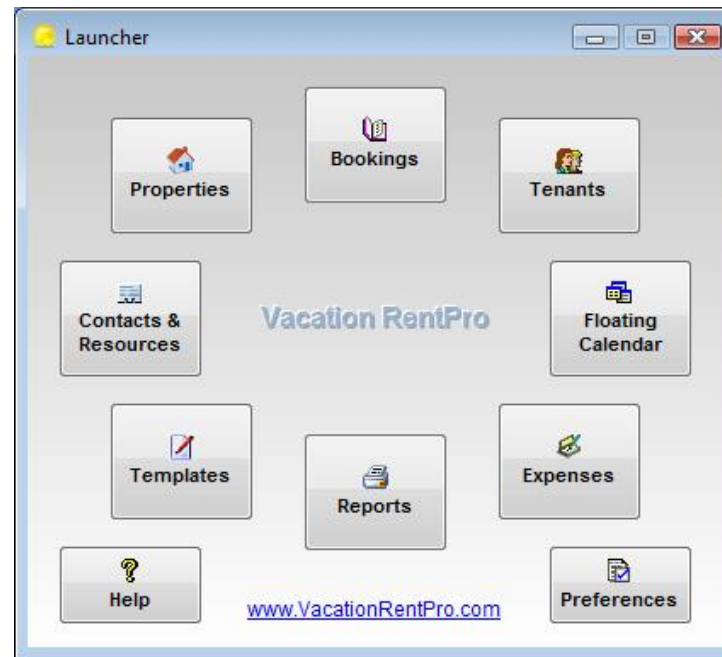 Launcher
Bookings
Properties
Tenants
Contacts &
Resources
Vacation RentPro
Floating
Calendar
Templates
Reports
Expenses
Help
www.VacationRentPro.com
Preferences